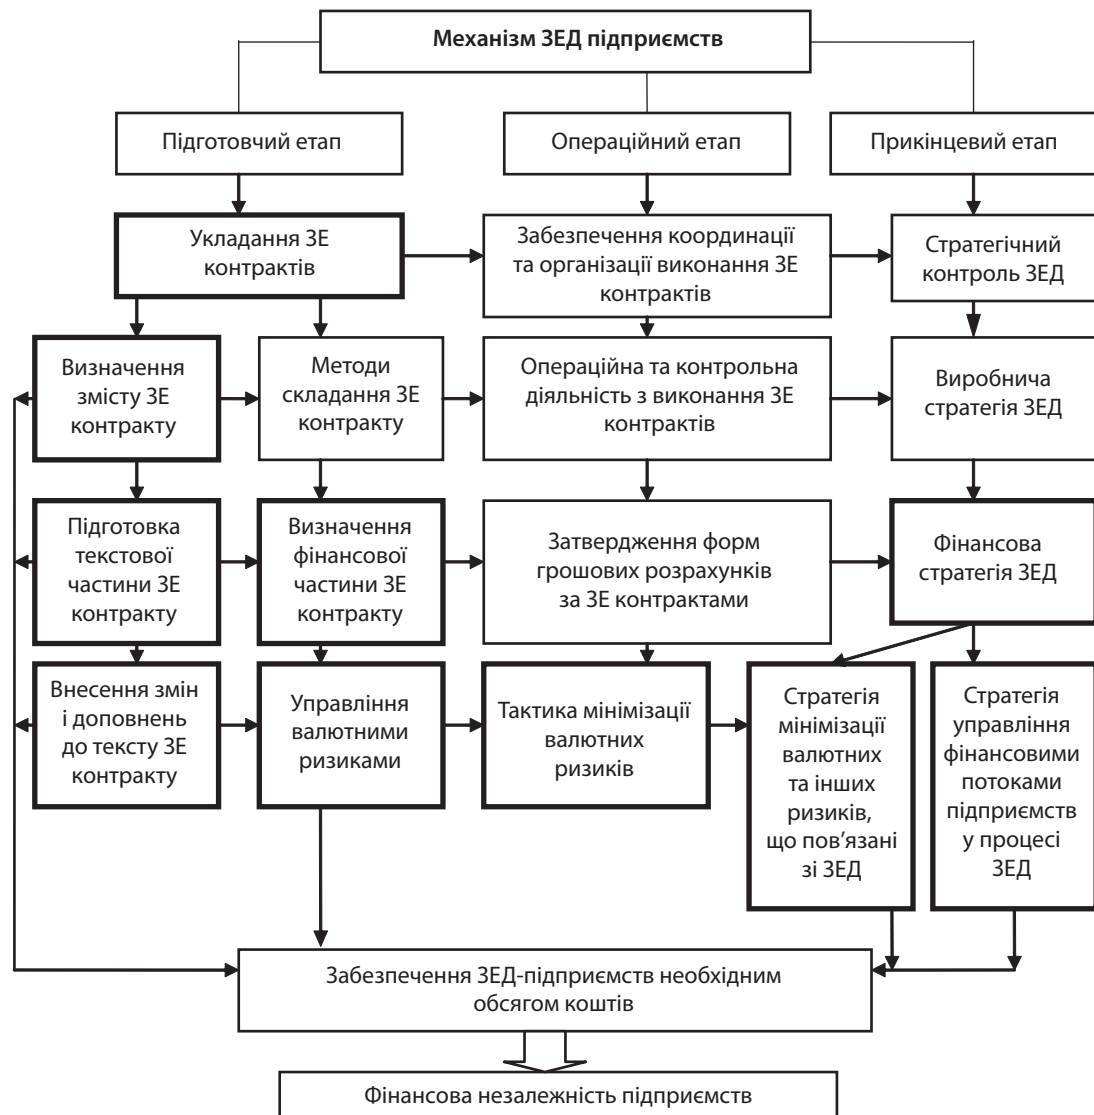 Механізм ЗЕД підприємств
Підготовчий етап
Операційний етап
Прикінцевий етап
Укладання ЗЕ
контрактів
Забезпечення координації
та організації виконання ЗЕ
контрактів
Стратегічний
контроль ЗЕД
Визначення
змісту ЗЕ
контракту
Методи
складання ЗЕ
контракту
Операційна та контрольна
діяльність з виконання ЗЕ
контрактів
Виробнича
стратегія ЗЕД
Підготовка
текстової
частини ЗЕ
контракту
Визначення
фінансової
частини ЗЕ
контракту
Затвердження форм
грошових розрахунків
за ЗЕ контрактами
Фінансова
стратегія ЗЕД
Внесення змін
і доповнень
до тексту ЗЕ
контракту
Управління
валютними
ризиками
Тактика мінімізації
валютних
ризиків
Стратегія
мінімізації
валютних
та інших
ризиків,
що пов’язані
зі ЗЕД
Стратегія
управління
фінансовими
потоками
підприємств
у процесі
ЗЕД
Забезпечення ЗЕД-підприємств необхідним
обсягом коштів
Фінансова незалежність підприємств